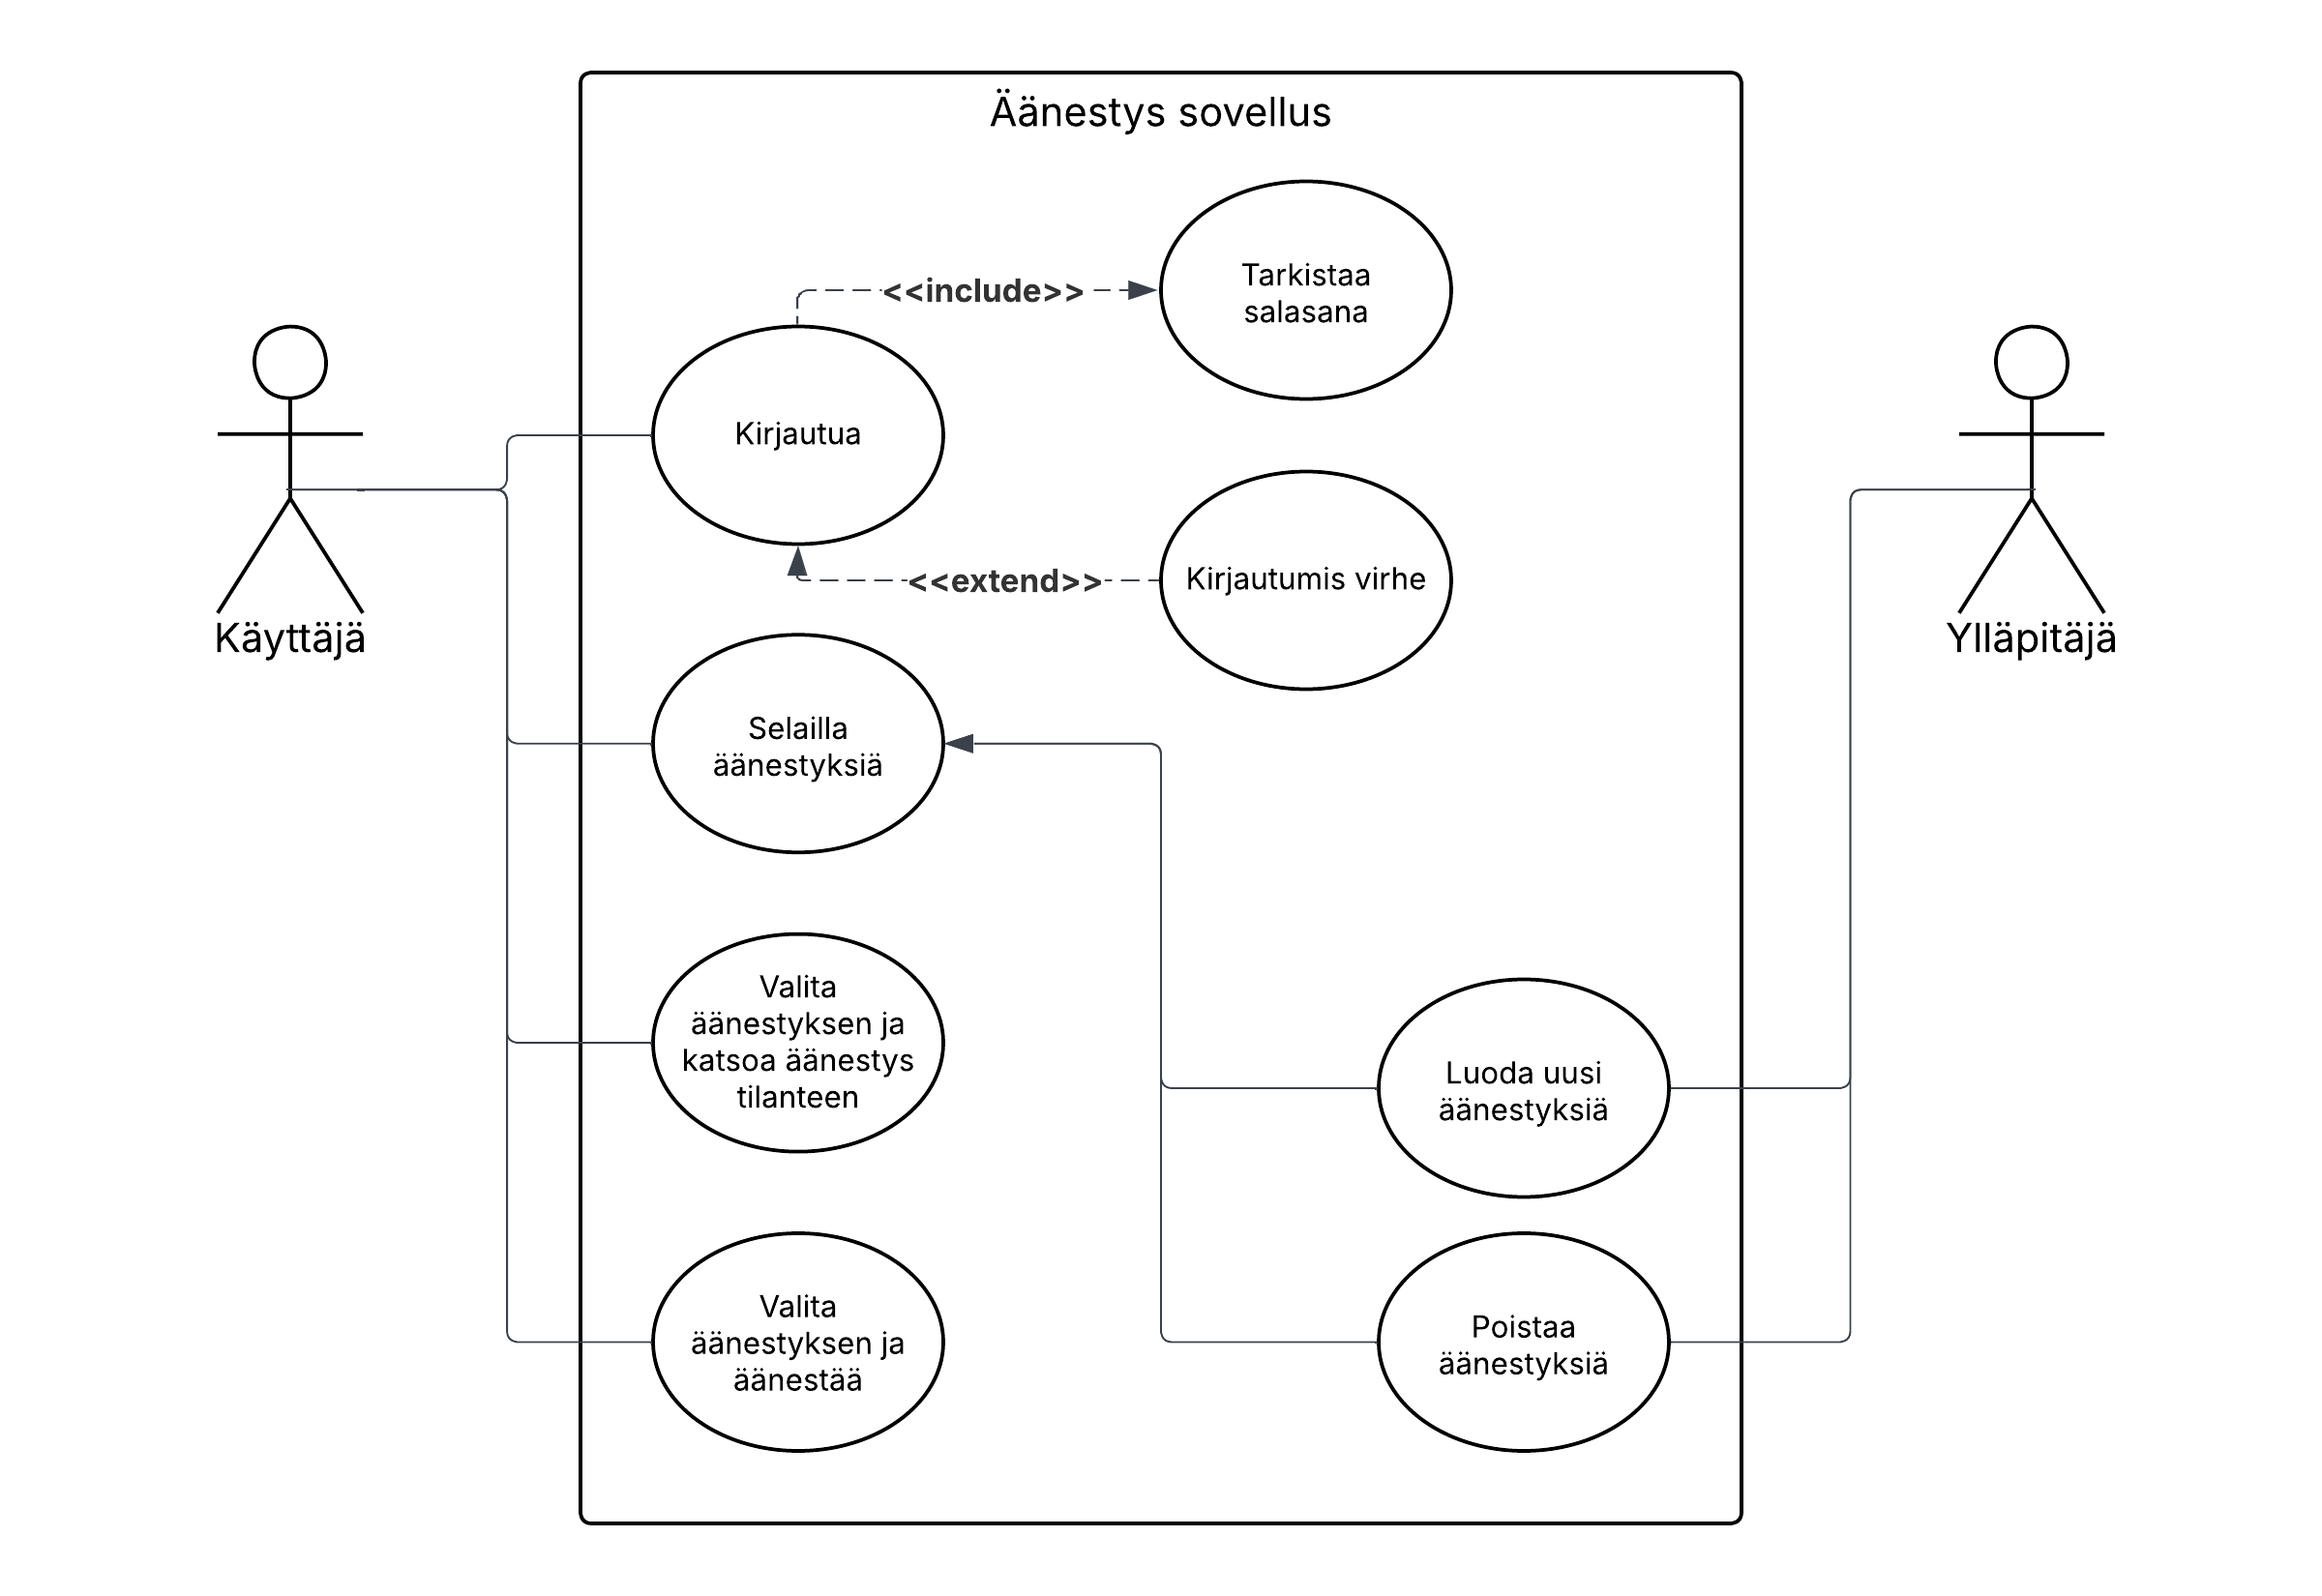 Äänestys sovellus
Tarkistaa
salasana
<<include>>
Kirjautua
Kirjautumis virhe
<<extend>>
Käyttäjä
Ylläpitäjä
Selailla
äänestyksiä
Valita
äänestyksen ja
katsoa äänestys
tilanteen
Luoda uusi
äänestyksiä
Valita
äänestyksen ja
äänestää
Poistaa
äänestyksiä